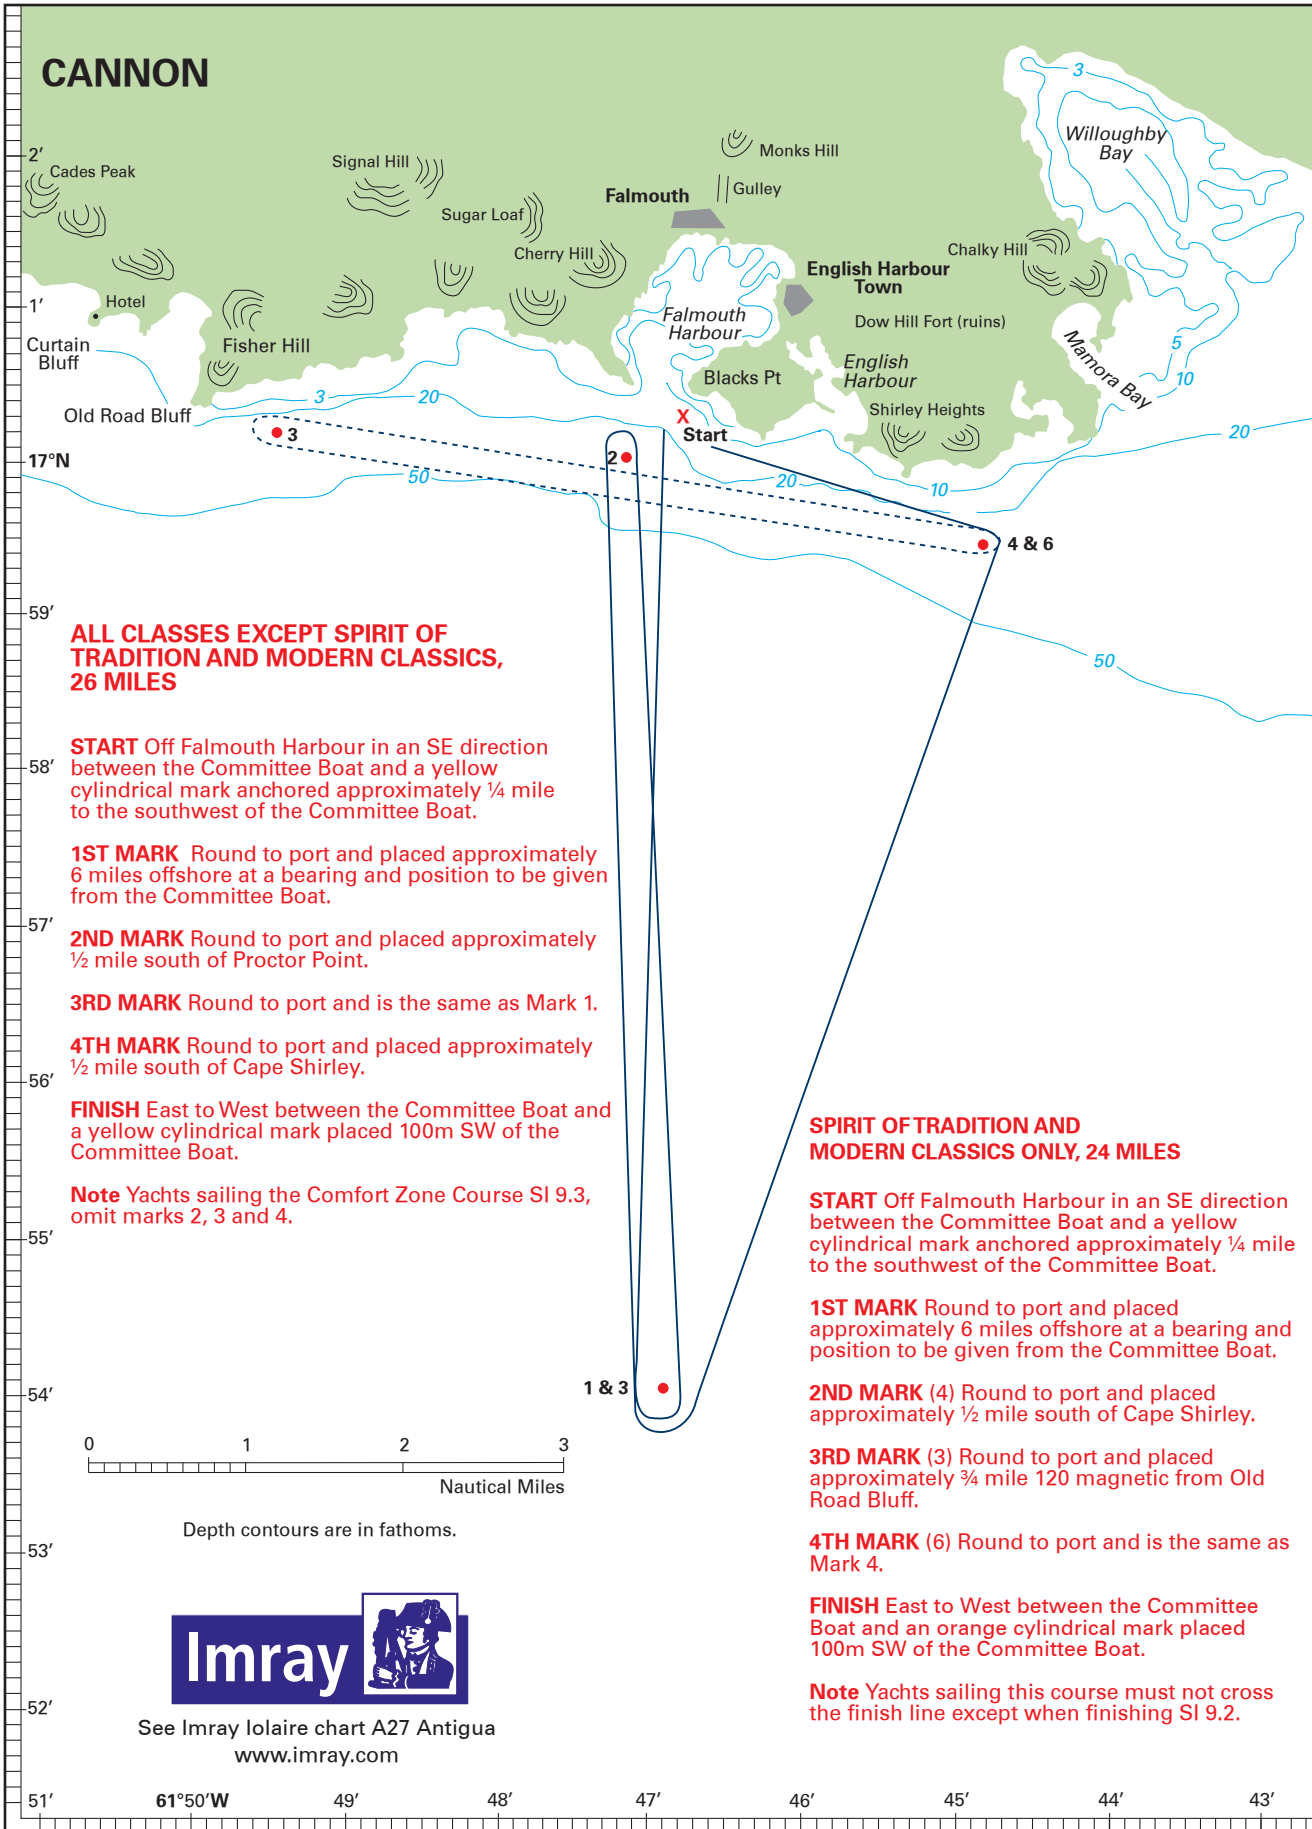 CANNON
2′
Cades Peak
Signal Hill
Sugar Loaf
Cherry Hill
Monks Hill
Gulley
Falmouth
Willoughby
Bay
3
Chalky Hill
English Harbour
Town
Dow Hill Fort (ruins)
Hotel
1′
Curtain
Bluff
Fisher Hill
Falmouth
Harbour
English
Harbour
Mamora Bay
5
10
Blacks Pt
Shirley Heights
Old Road Bluff
3
20
X
Start
20
3
2
17°N
50
20
10
4 & 6
59′
50
ALL CLASSES EXCEPT SPIRIT OF
TRADITION AND MODERN CLASSICS,
26 MILES
START Off Falmouth Harbour in an SE direction
between the Committee Boat and a yellow
cylindrical mark anchored approximately ¼ mile
to the southwest of the Committee Boat.
1ST MARK Round to port and placed approximately
6 miles offshore at a bearing and position to be given
from the Committee Boat.
2ND MARK Round to port and placed approximately
½ mile south of Proctor Point.
3RD MARK Round to port and is the same as Mark 1.
4TH MARK Round to port and placed approximately
½ mile south of Cape Shirley.
FINISH East to West between the Committee Boat and
a yellow cylindrical mark placed 100m SW of the
Committee Boat.
Note Yachts sailing the Comfort Zone Course SI 9.3,
omit marks 2, 3 and 4.
58′
57′
56′
55′
54′
53′
52′
1 & 3
SPIRIT OF TRADITION AND
MODERN CLASSICS ONLY, 24 MILES
START Off Falmouth Harbour in an SE direction
between the Committee Boat and a yellow
cylindrical mark anchored approximately ¼ mile
to the southwest of the Committee Boat.
1ST MARK Round to port and placed
approximately 6 miles offshore at a bearing and
position to be given from the Committee Boat.
2ND MARK (4) Round to port and placed
approximately ½ mile south of Cape Shirley.
3RD MARK (3) Round to port and placed
approximately ¾ mile 120 magnetic from Old
Road Bluff.
4TH MARK (6) Round to port and is the same as
Mark 4.
FINISH East to West between the Committee
Boat and an orange cylindrical mark placed
100m SW of the Committee Boat.
Note Yachts sailing this course must not cross
the finish line except when finishing SI 9.2.
0 1 2 3
Nautical Miles
Depth contours are in fathoms.
Imray
See Imray Iolaire chart A27 Antigua
www.imray.com
51′ 61°50′W 49′ 48′ 47′ 46′ 45′ 44′ 43′